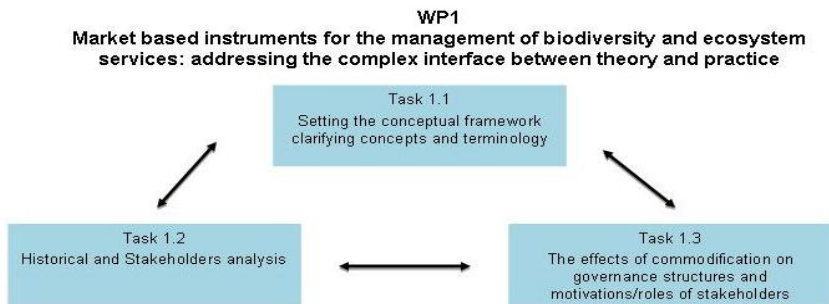 WP1
Market based instruments for the management of biodiversity and ecosystem
services: addressing the complex interface between theory and practice
Task 1.1
Setting the conceptual framework
clarifying concepts and terminology
Task 1.2
Historical and Stakeholders analysis
Task 1.3
The effects of commodification on
governance structures and
motivations/roles of stakeholders